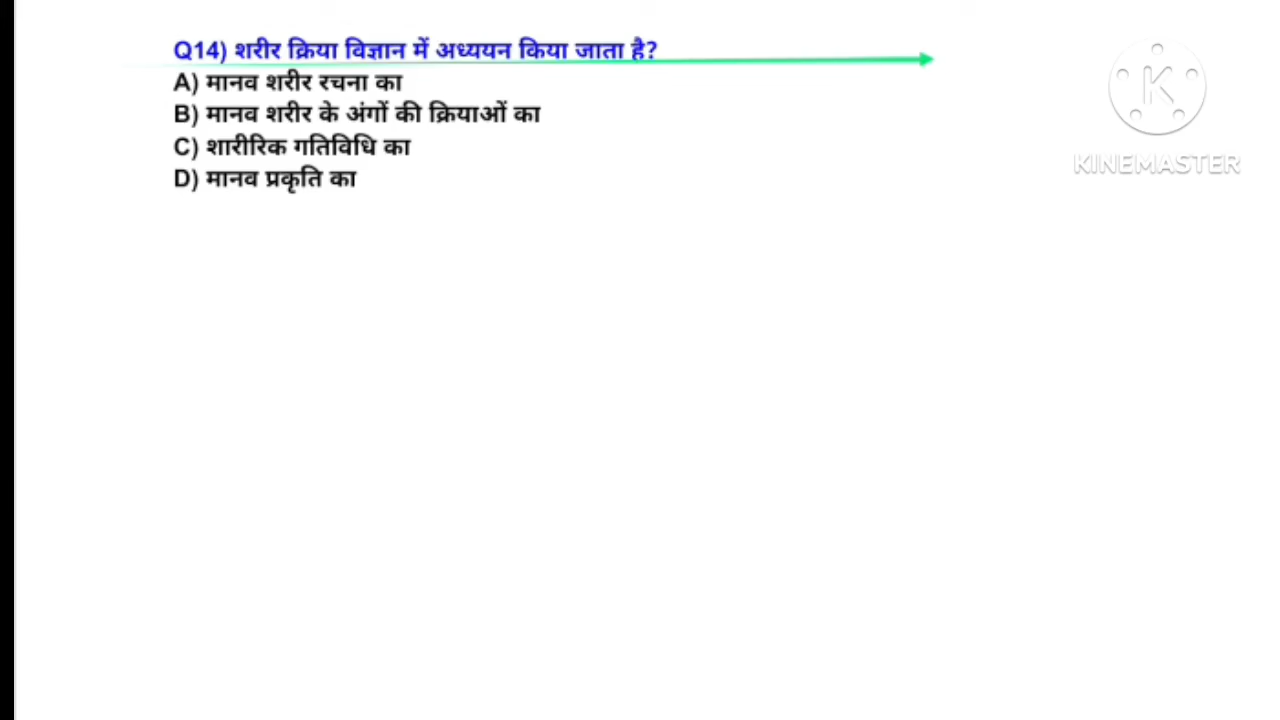 Q14) शरीर क्रिया विज्ञान में अध्ययन किया जाता है?
A) मानव शरीर रचना का
B) मानव शरीर के अंगों की क्रियाओं का
C) शारीरिक गतिविधि का
D) मानव प्रकृति का
K
KINEMASTER